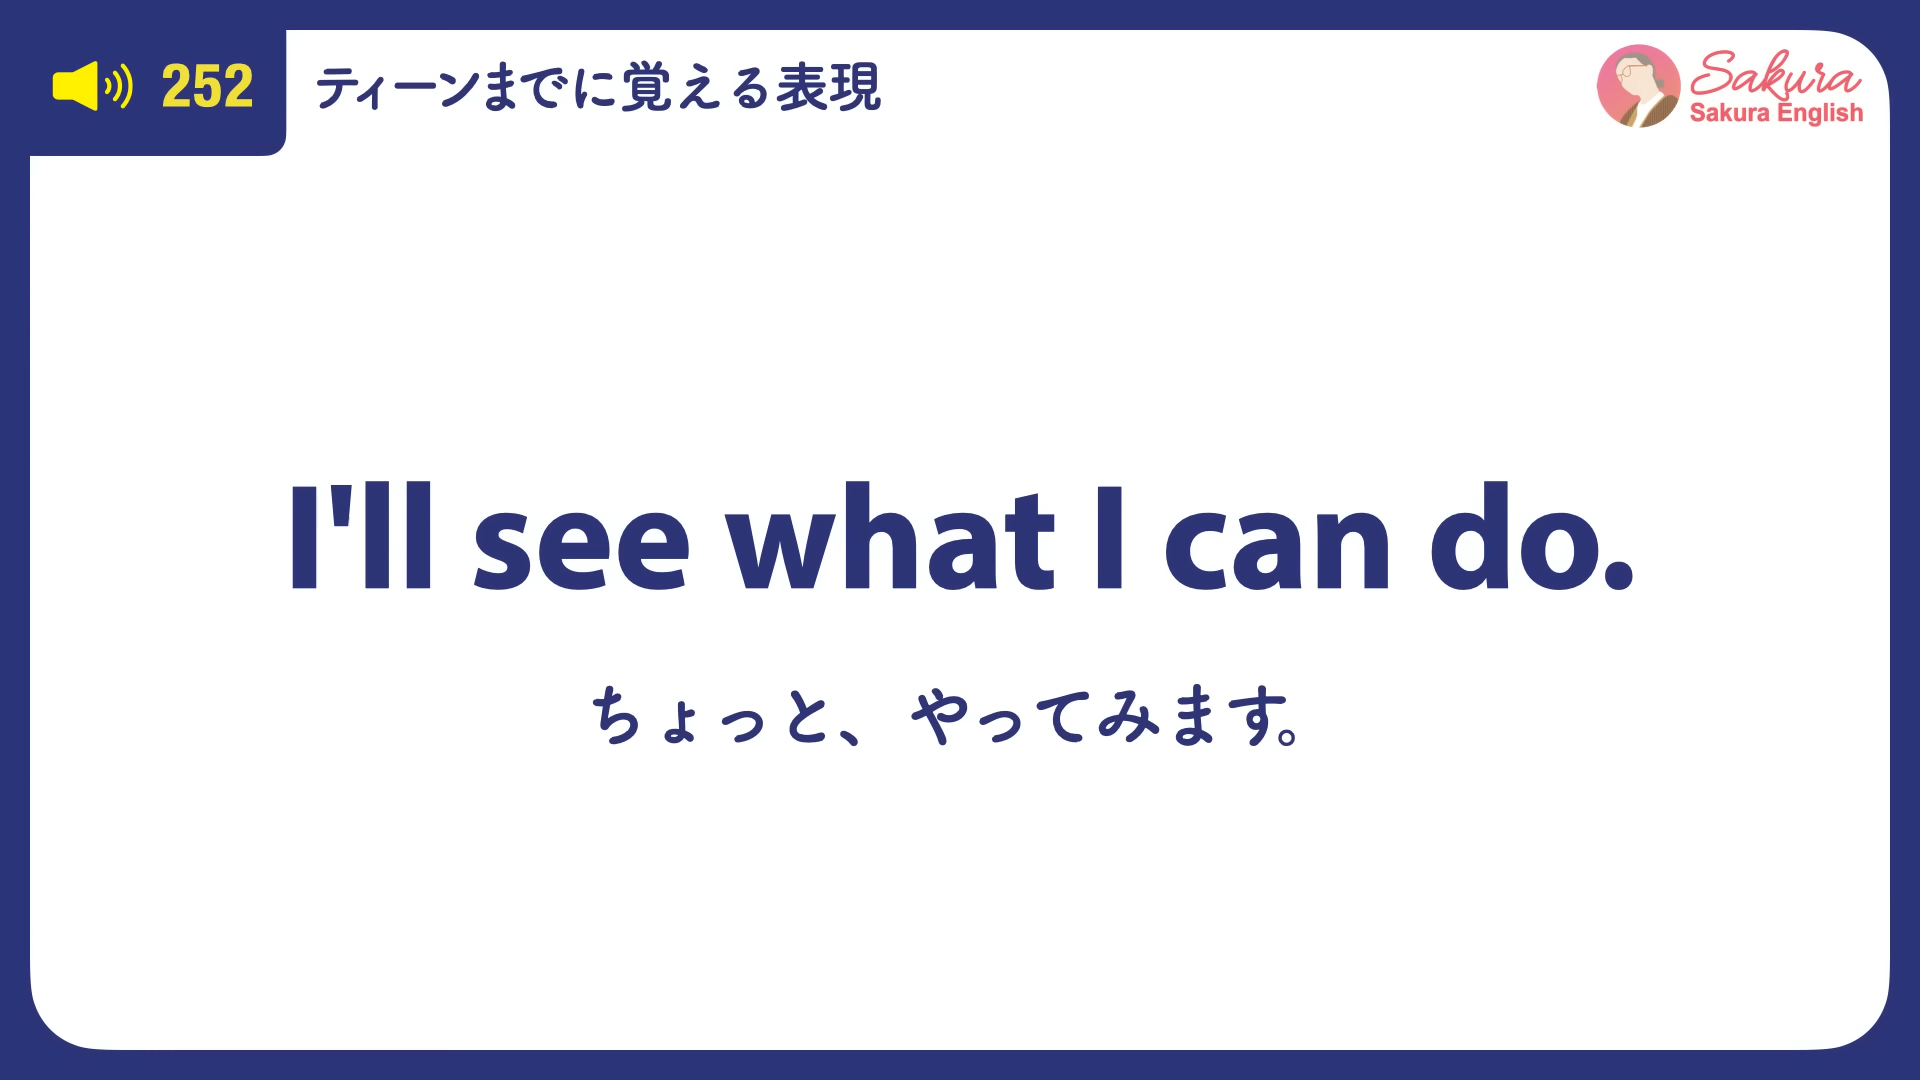 252
ティーンまでに覚える表現
Sakura
Sakura English
I'll see what I can do.
ちょっと、やってみます。